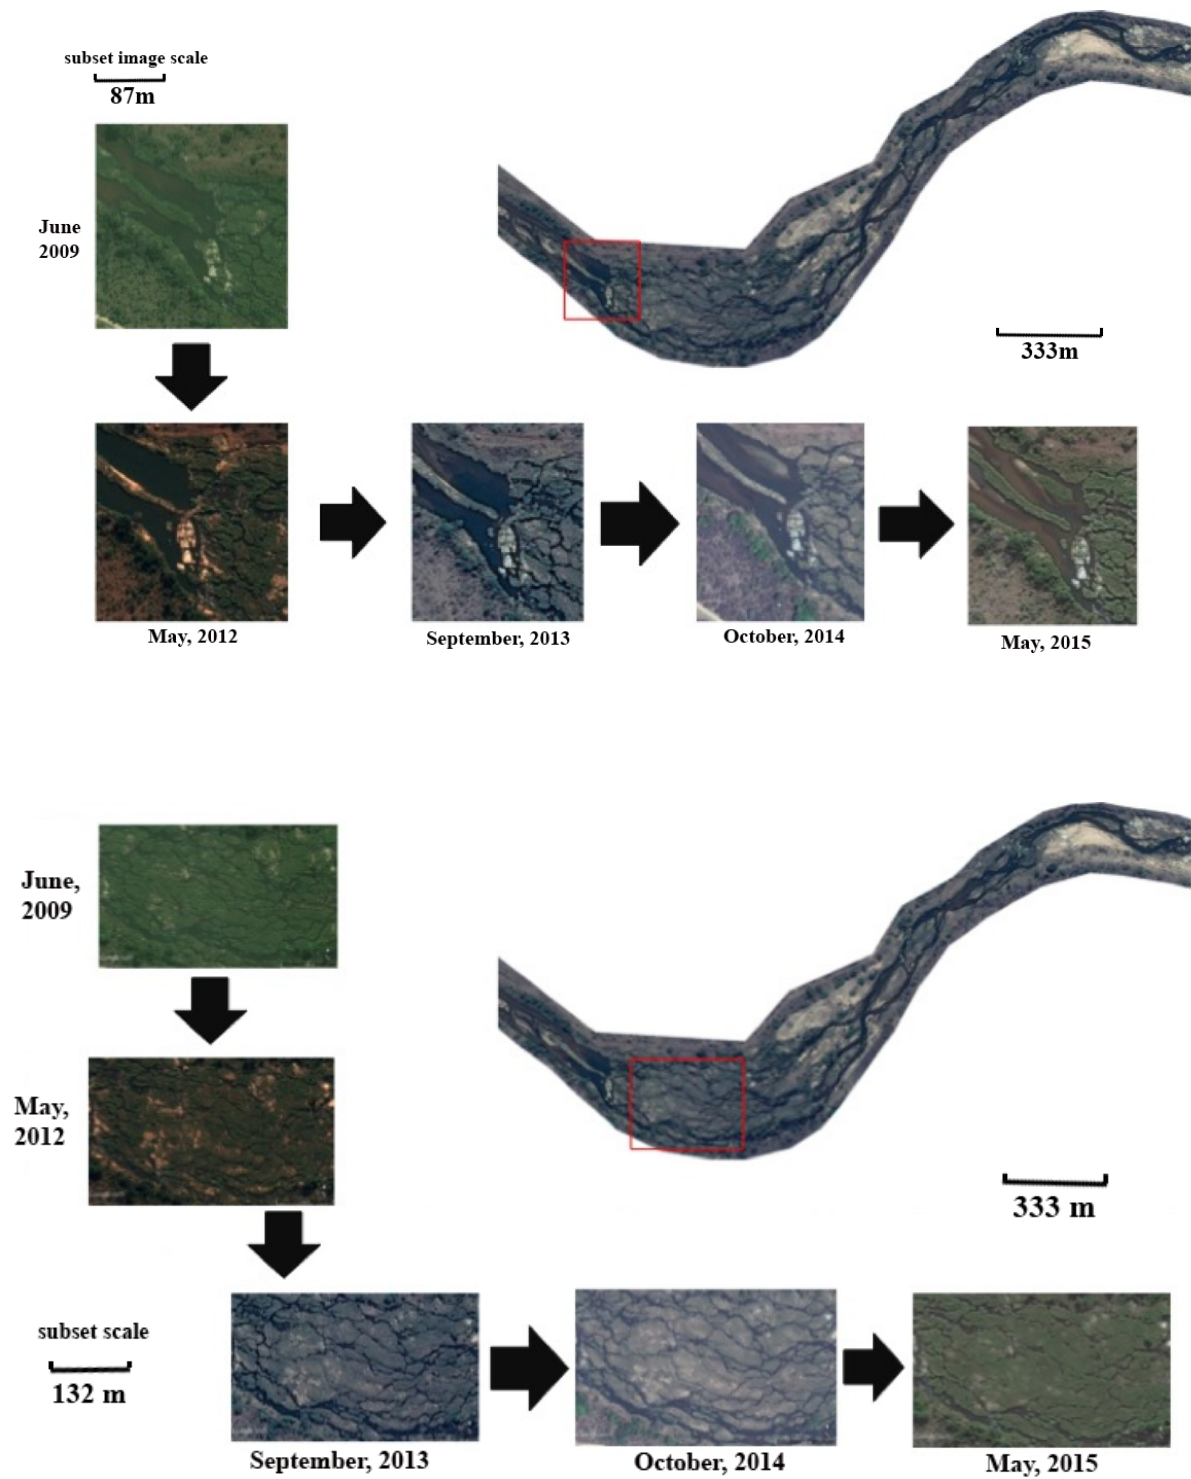 subset image scale
87m
June
2009
333m
May, 2012
September, 2013
October, 2014
May, 2015
June,
2009
May,
2012
333 m
subset scale
132 m
September, 2013
October, 2014
May, 2015